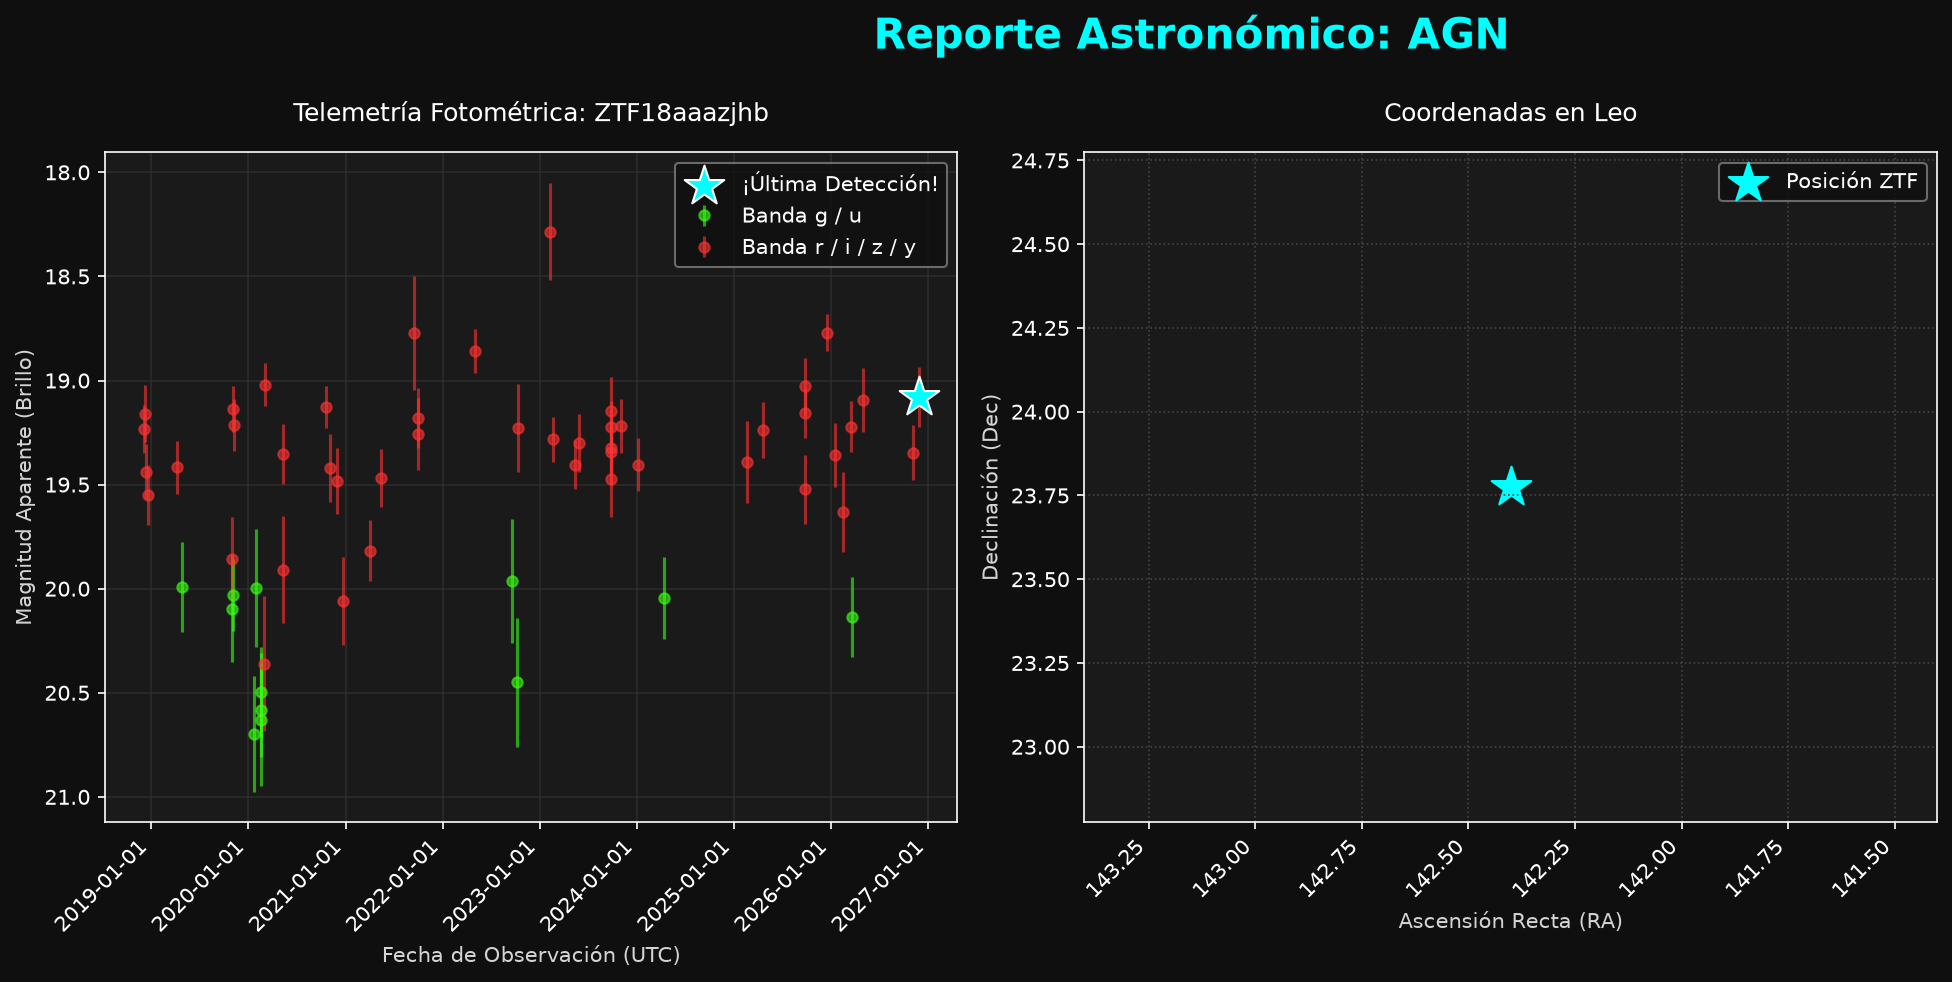 Reporte Astronómico: AGN
Telemetría Fotométrica: ZTF18aaazjhb
¡Última Detección!
Banda g / u
Banda r / i / z / y
Magnitud Aparente (Brillo)
18.0
18.5
19.0
19.5
20.0
20.5
21.0
2019-01-01
2020-01-01
2021-01-01
2022-01-01
2023-01-01
2024-01-01
2025-01-01
2026-01-01
2027-01-01
Fecha de Observación (UTC)
Coordenadas en Leo
Posición ZTF
Declinación (Dec)
24.75
24.50
24.25
24.00
23.75
23.50
23.25
23.00
143.25
143.00
142.75
142.50
142.25
142.00
141.75
141.50
Ascensión Recta (RA)